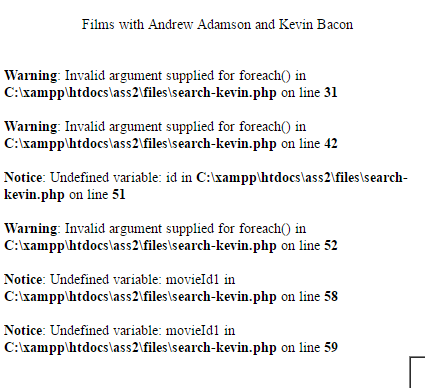 Films with Andrew Adamson and Kevin Bacon
Warning: Invalid argument supplied for foreach() in
C:\xampp\htdocs\ass2\files\search-kevin.php on line 31
Warning: Invalid argument supplied for foreach() in
C:\xampp\htdocs\ass2\files\search-kevin.php on line 42
Notice: Undefined variable: id in C:\xampp\htdocs\ass2\files\search-
kevin.php on line 51
Warning: Invalid argument supplied for foreach() in
C:\xampp\htdocs\ass2\files\search-kevin.php on line 52
Notice: Undefined variable: movieId1 in
C:\xampp\htdocs\ass2\files\search-kevin.php on line 58
Notice: Undefined variable: movieId1 in
C:\xampp\htdocs\ass2\files\search-kevin.php on line 59